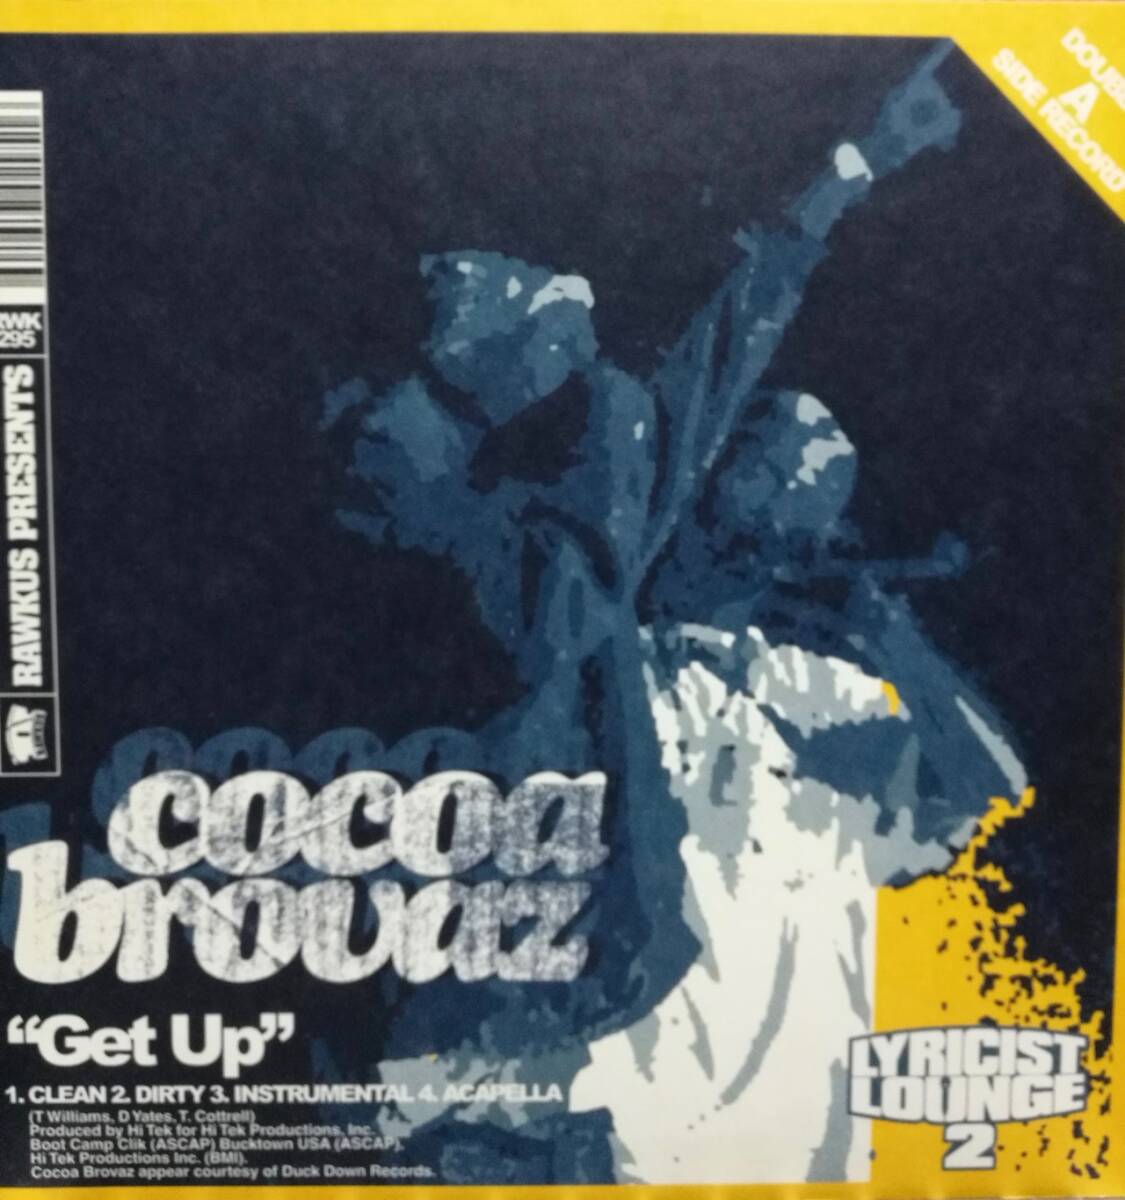 DOUBL
A
SIDE RECORD
RWK
295
RAWKUS PRESENTS
cocoa
brovaz
“Get Up”
1. CLEAN 2. DIRTY 3. INSTRUMENTAL 4. ACAPELLA
(T Williams, D Yates, T. Cottrell)
Produced by Hi Tek for Hi Tek Productions, Inc.
Boot Camp Clik (ASCAP) Bucktown USA (ASCAP).
Hi Tek Productions Inc. (BMI).
Cocoa Brovaz appear courtesy of Duck Down Records.
LYRICIST
LOUNGE
2